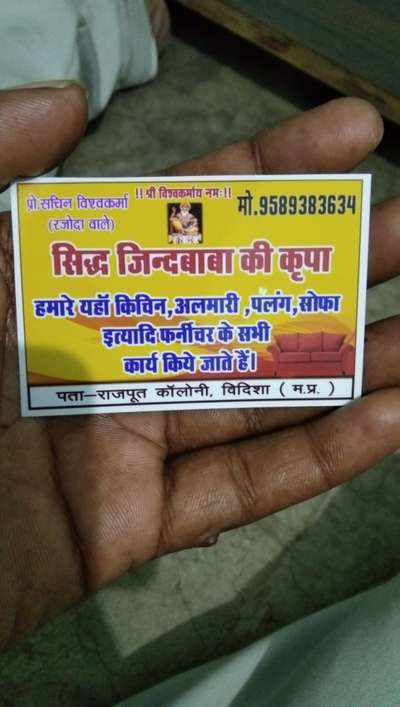 !! श्री विश्वकर्माय नमः!!
प्रो.सचिन विश्वकर्मा
(रजोदा वाले)
मो.9589383634
सिद्ध जिन्दबाबा की कृपा
हमारे यहॉ किचिन,अलमारी ,पलंग,सोफा
इत्यादि फर्नीचर के सभी
कार्य किये जाते हैं।
पता–राजपूत कॉलोनी, विदिशा ( म.प्र. )